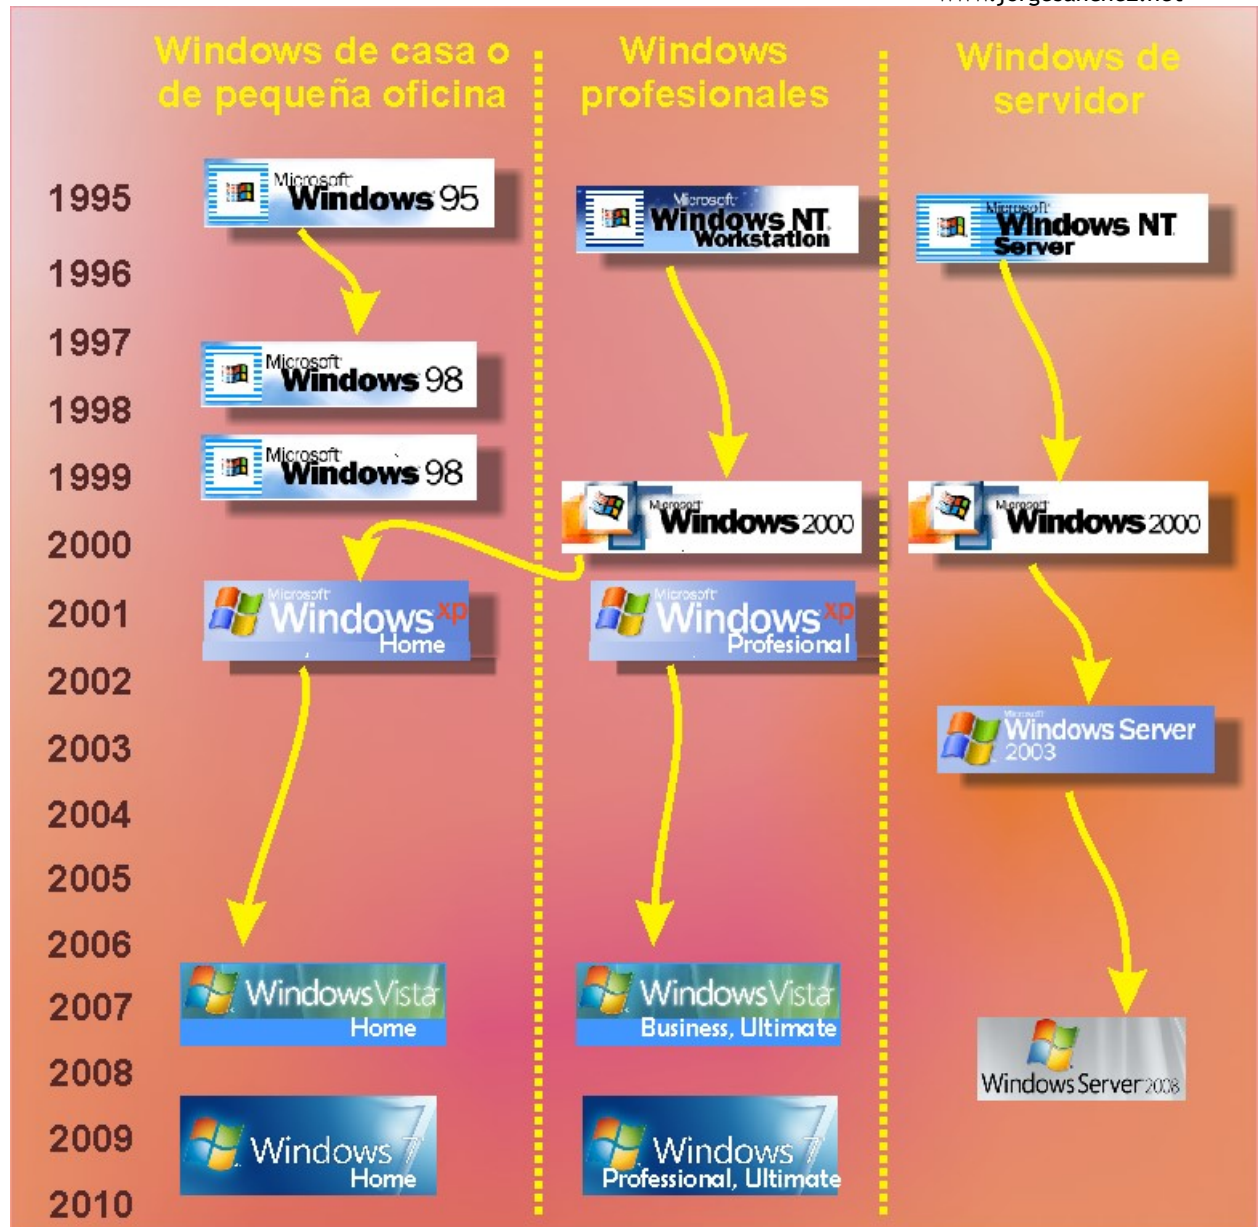 Windows de casa o
de pequeña oficina
Windows
profesionales
Windows de
servidor
1995
Microsoft
Windows 95
Microsoft
Windows NT
Workstation
Microsoft
Windows NT
Server
1996
1997
Microsoft
Windows 98
1998
Microsoft
Windows 98
1999
Microsoft
Windows 2000
Microsoft
Windows 2000
2000
Microsoft
Windows xp
Home
Microsoft
Windows xp
Profesional
2001
2002
Microsoft
Windows Server
2003
2003
2004
2005
2006
Windows Vista
Home
Windows Vista
Business, Ultimate
2007
Windows Server 2008
2008
Windows 7
Home
Windows 7
Professional, Ultimate
2009
2010